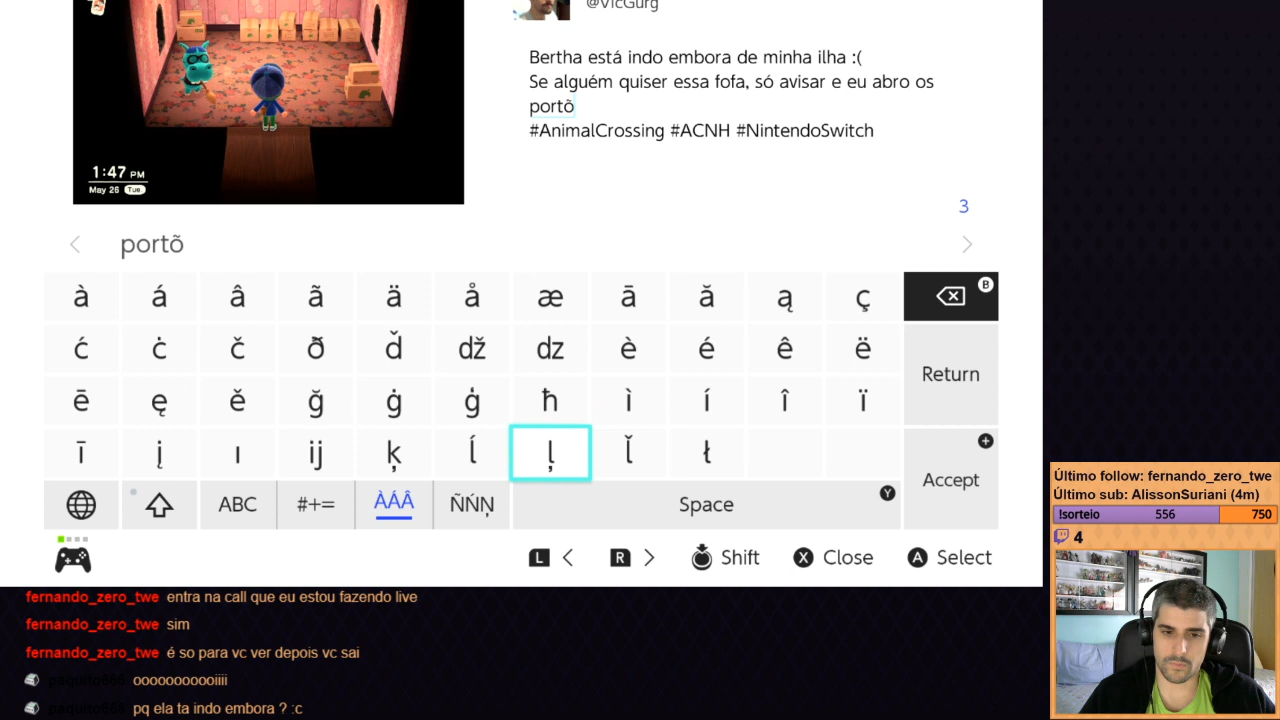 @VicGurg
Bertha está indo embora de minha ilha :(
Se alguém quiser essa fofa, só avisar e eu abro os
portõ
#AnimalCrossing #ACNH #NintendoSwitch
1:47 PM
May 26 Tue
3
portõ
à á â ã ä å æ ā ă ą ç B
ć ċ č ð ď dž dz è é ê ë
Return
ē ę ě ğ ġ ģ ħ ì í î ï
ī į ı ij ķ ĺ ļ ľ ł
Accept
ABC #+= ÀÁÂ ÑŃŅ Space Y
L < R > Shift X Close A Select
Último follow: fernando_zero_twe
Último sub: AlissonSuriani (4m)
!sorteio 556 750
4
fernando_zero_twe entra na call que eu estou fazendo live
fernando_zero_twe sim
fernando_zero_twe é so para vc ver depois vc sai
paquito666 ooooooooooiiii
paquito666 pq ela ta indo embora ? :c